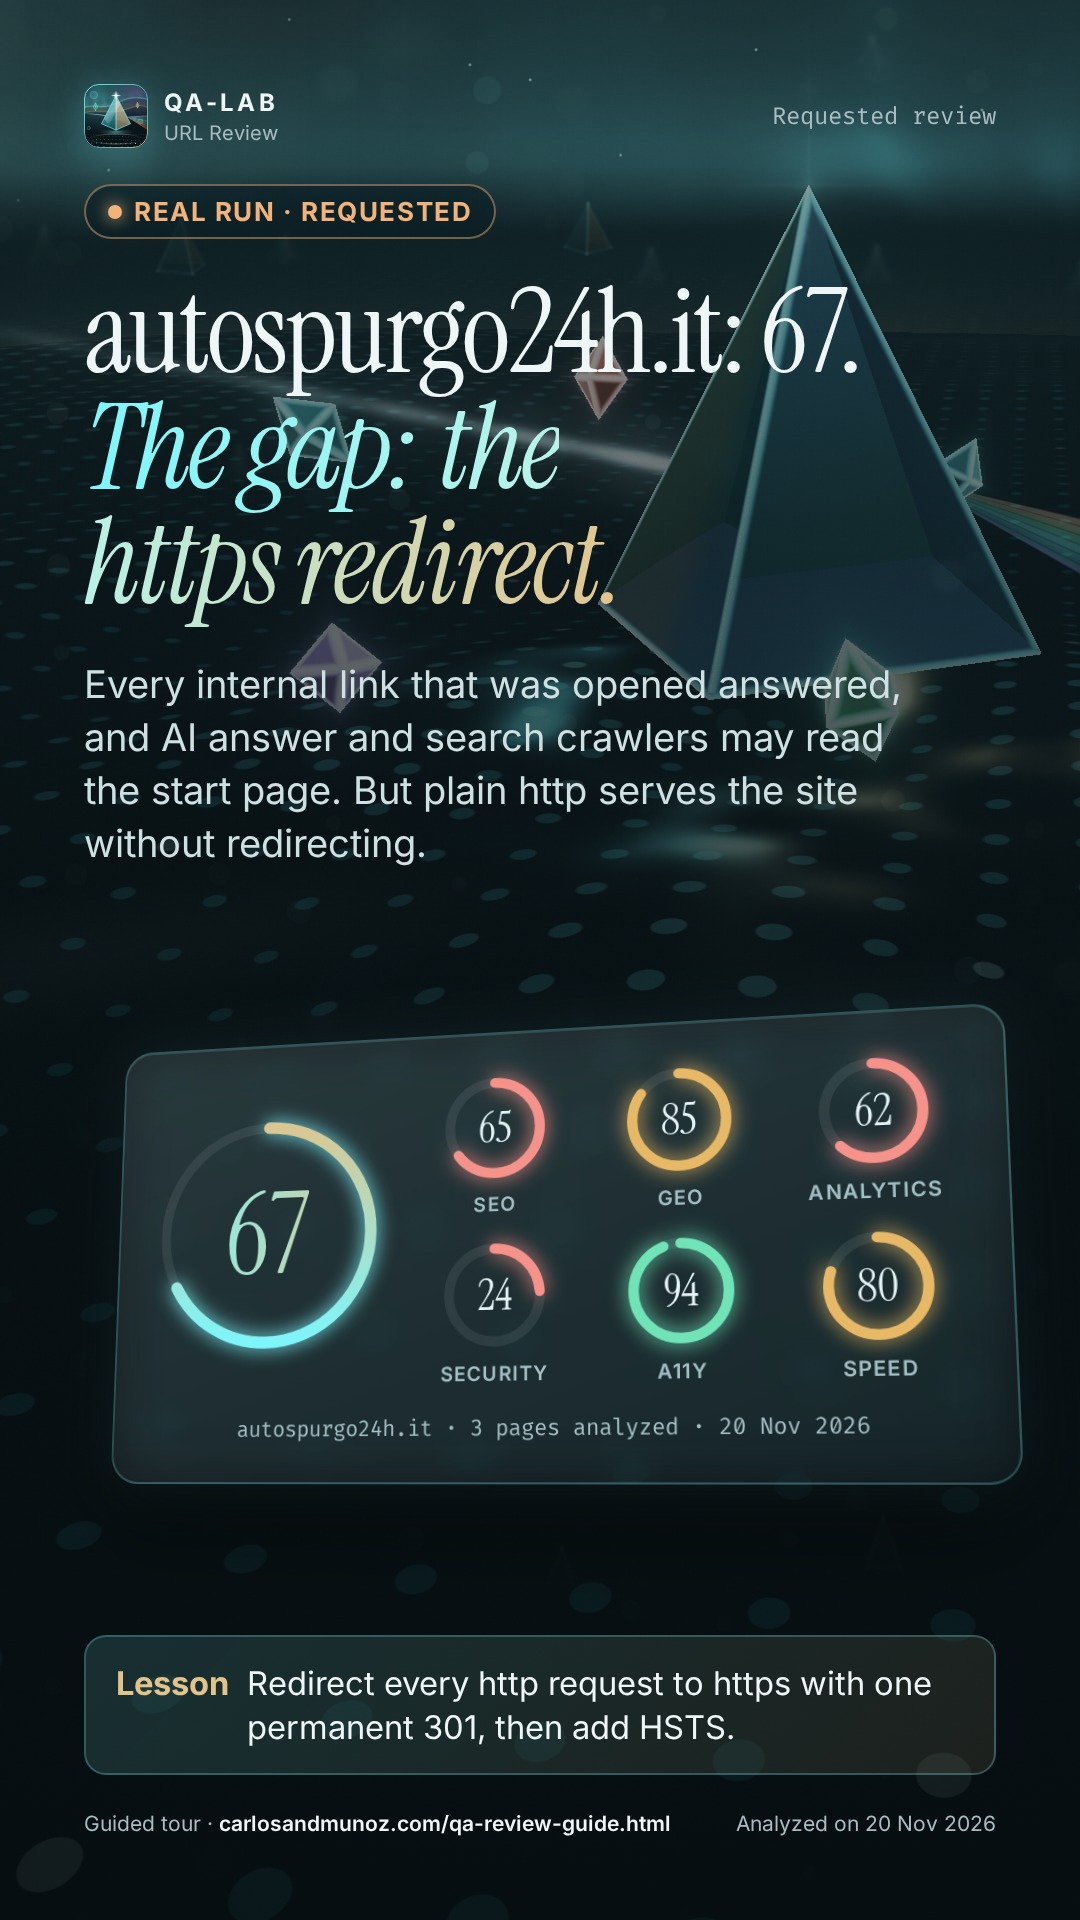 QA-LAB
URL Review
Requested review
REAL RUN · REQUESTED
autospurgo24h.it: 67.
The gap: the
https redirect.
Every internal link that was opened answered,
and AI answer and search crawlers may read
the start page. But plain http serves the site
without redirecting.
67
65
SEO
85
GEO
62
ANALYTICS
24
SECURITY
94
A11Y
80
SPEED
autospurgo24h.it · 3 pages analyzed · 20 Nov 2026
Lesson Redirect every http request to https with one
permanent 301, then add HSTS.
Guided tour · carlosandmunoz.com/qa-review-guide.html
Analyzed on 20 Nov 2026